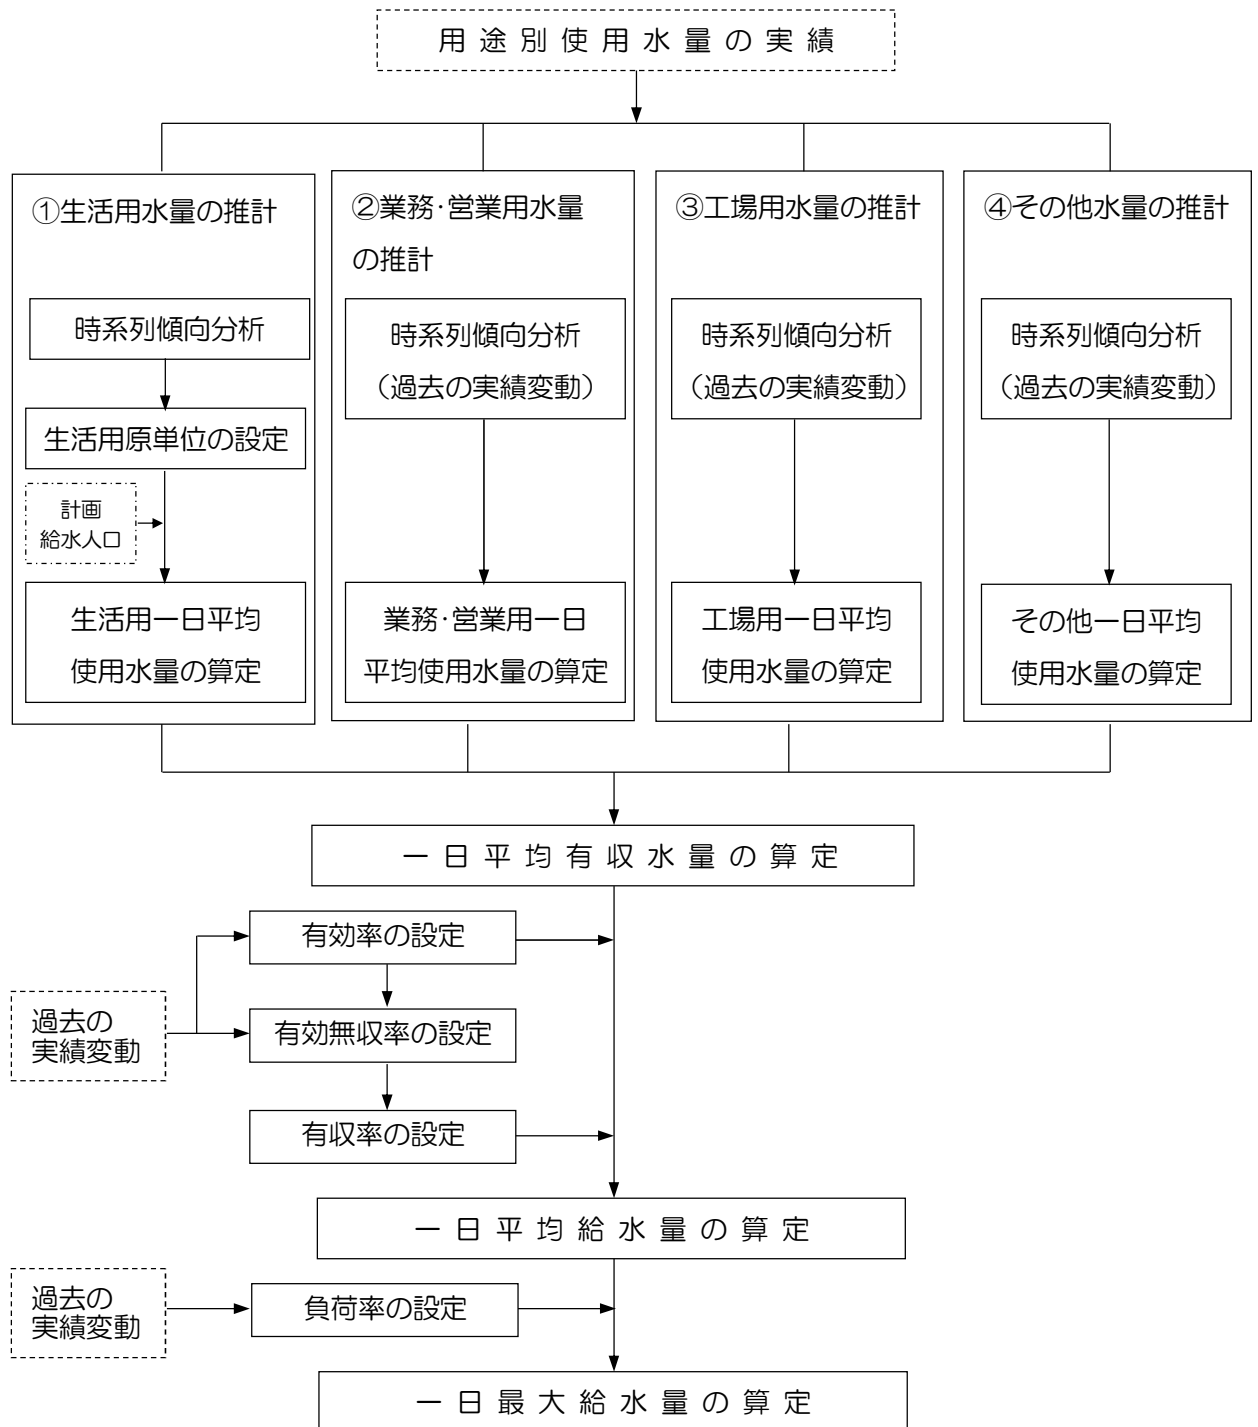 用途別使用水量の実績
①生活用水量の推計
時系列傾向分析
生活用原単位の設定
計画
給水人口
生活用一日平均
使用水量の算定
②業務・営業用水量
の推計
時系列傾向分析
（過去の実績変動）
業務・営業用一日
平均使用水量の算定
③工場用水量の推計
時系列傾向分析
（過去の実績変動）
工場用一日平均
使用水量の算定
④その他水量の推計
時系列傾向分析
（過去の実績変動）
その他一日平均
使用水量の算定
一日平均有収水量の算定
有効率の設定
過去の
実績変動
有効無収率の設定
有収率の設定
一日平均給水量の算定
過去の
実績変動
負荷率の設定
一日最大給水量の算定